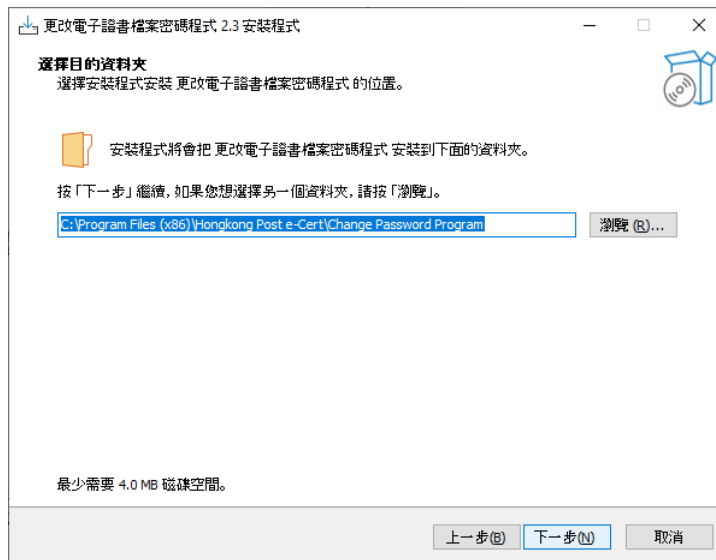 更改電子證書檔案密碼程式 2.3 安裝程式
選擇目的資料夾
選擇安裝程式安裝 更改電子證書檔案密碼程式 的位置。
安裝程式將會把 更改電子證書檔案密碼程式 安裝到下面的資料夾。
按「下一步」繼續, 如果您想選擇另一個資料夾, 請按「瀏覽」。
C:\Program Files (x86)\Hongkong Post e-Cert\Change Password Program
瀏覽 (R)...
最少需要 4.0 MB 磁碟空間。
上一步(B) 下一步(N) 取消